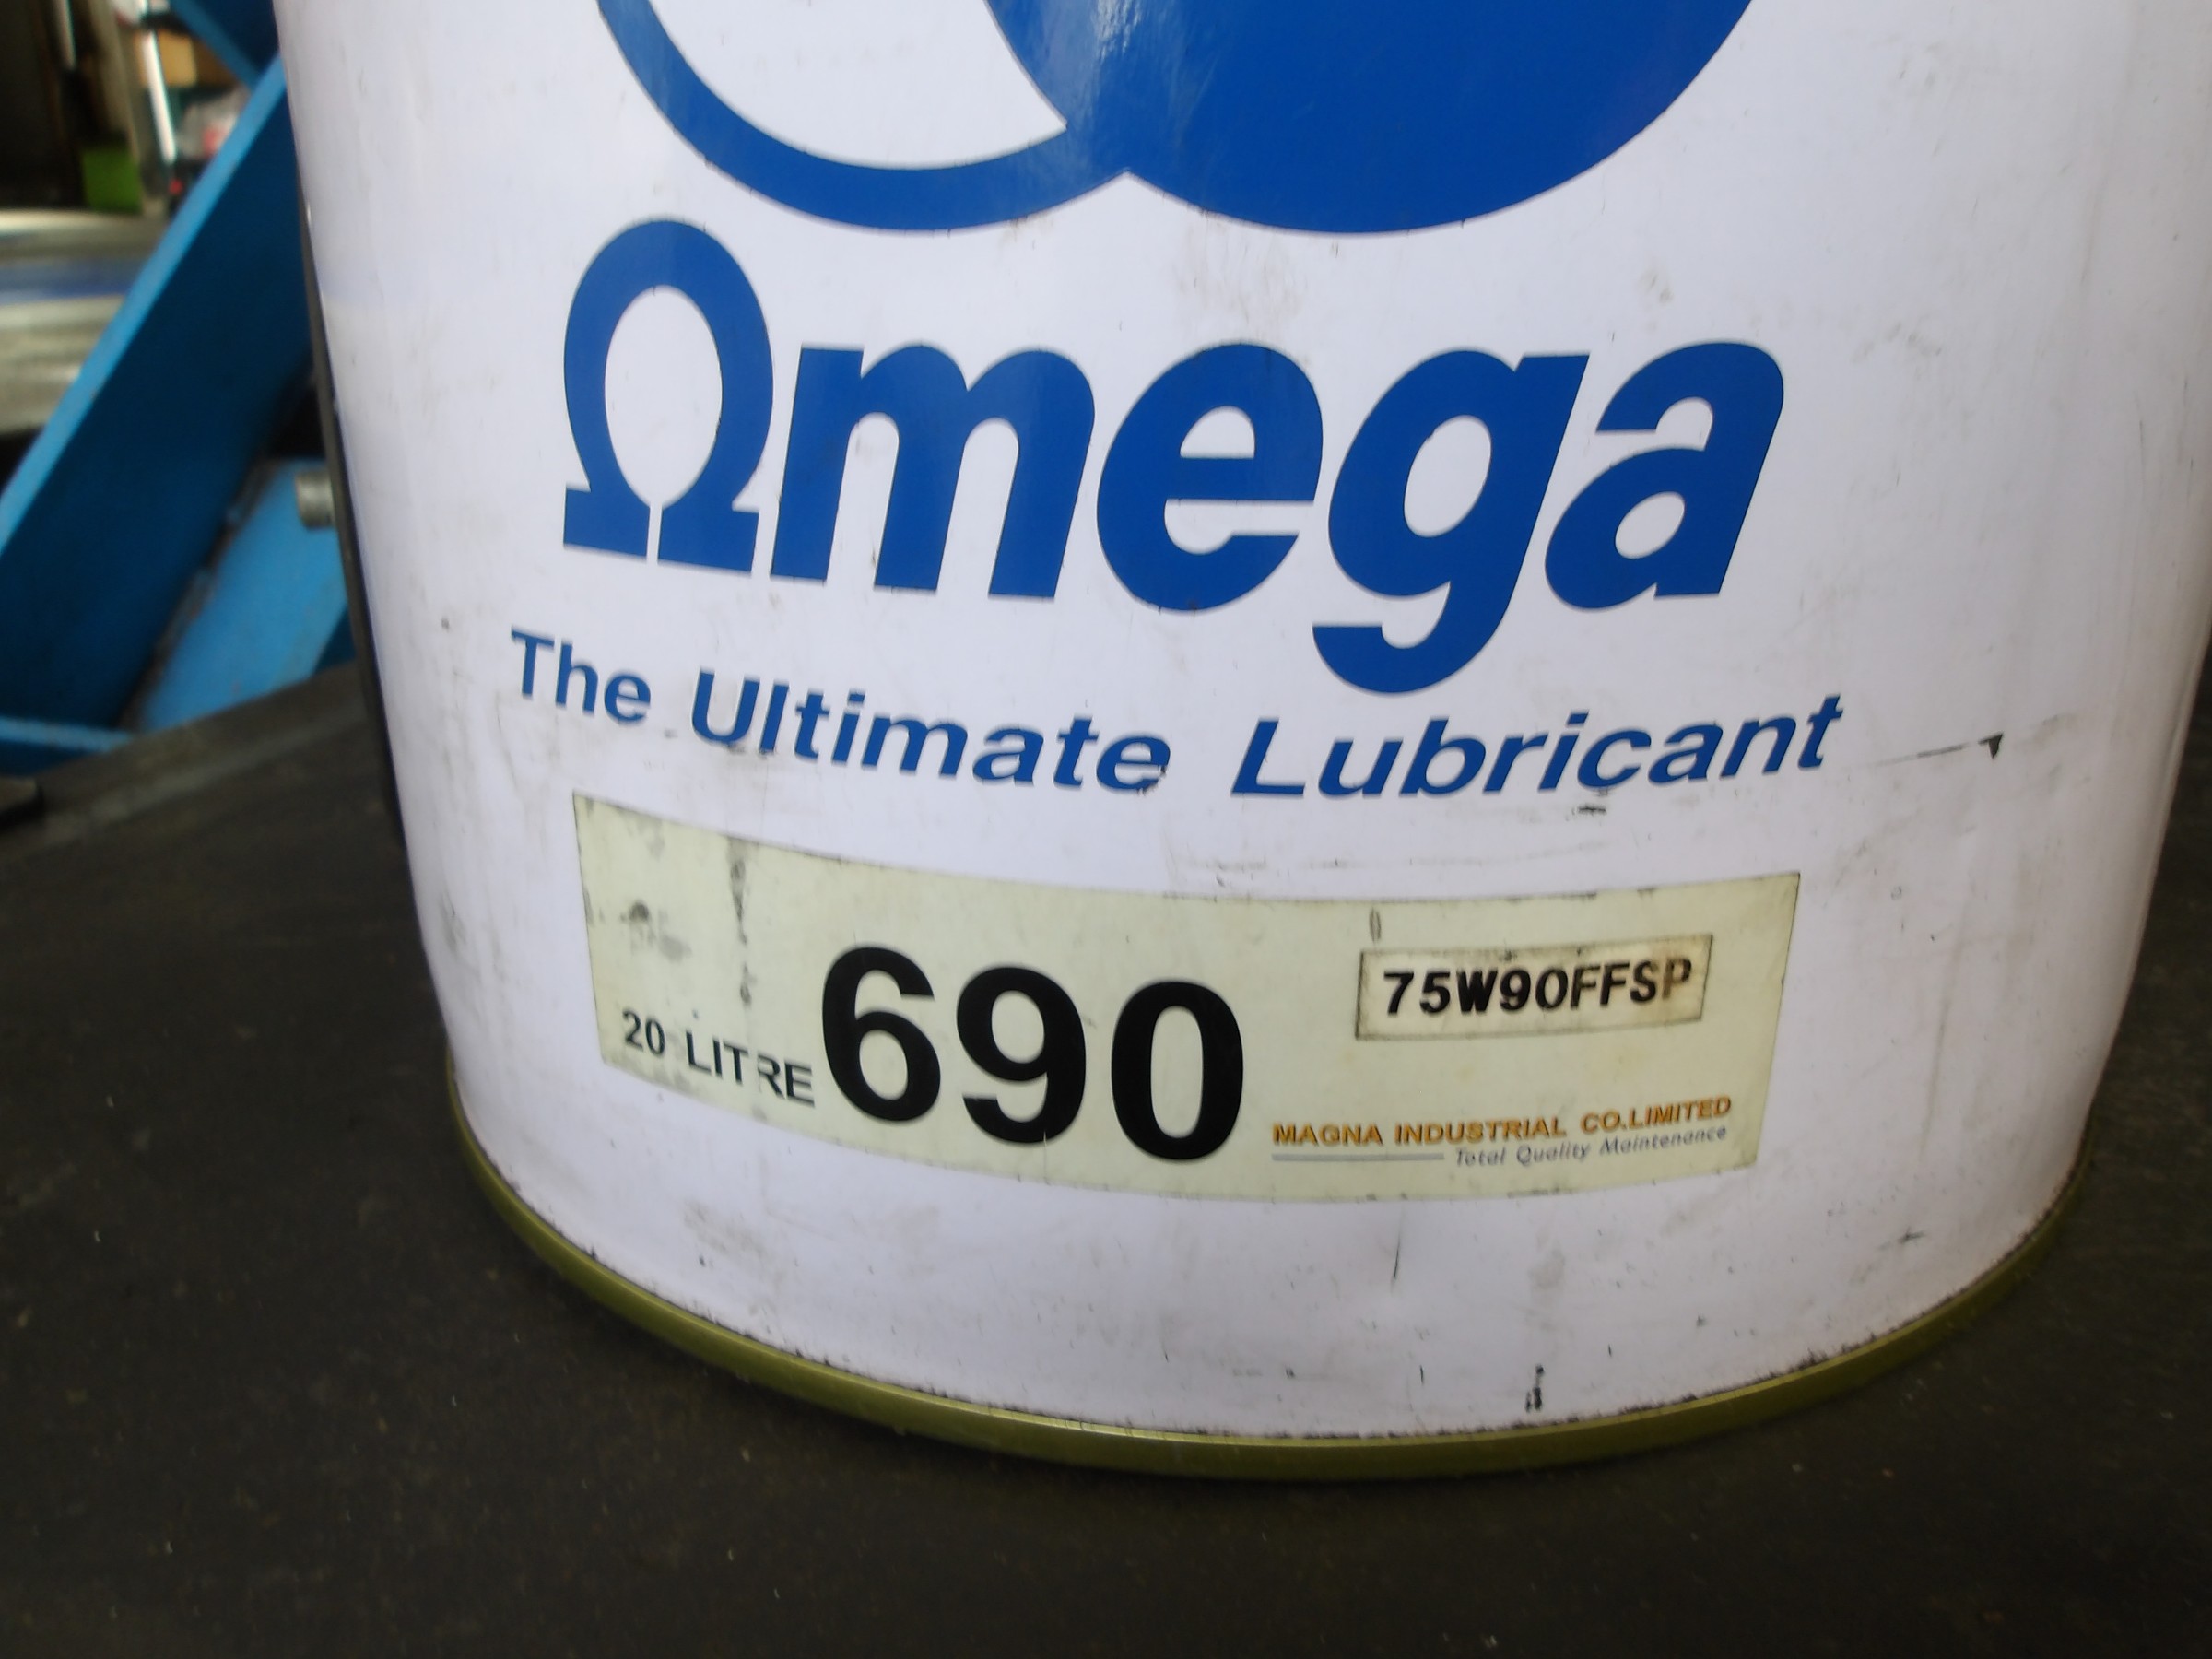 Ωmega
The Ultimate Lubricant
20 LITRE
690
75W90FFSP
MAGNA INDUSTRIAL CO.LIMITED
Total Quality Maintenance